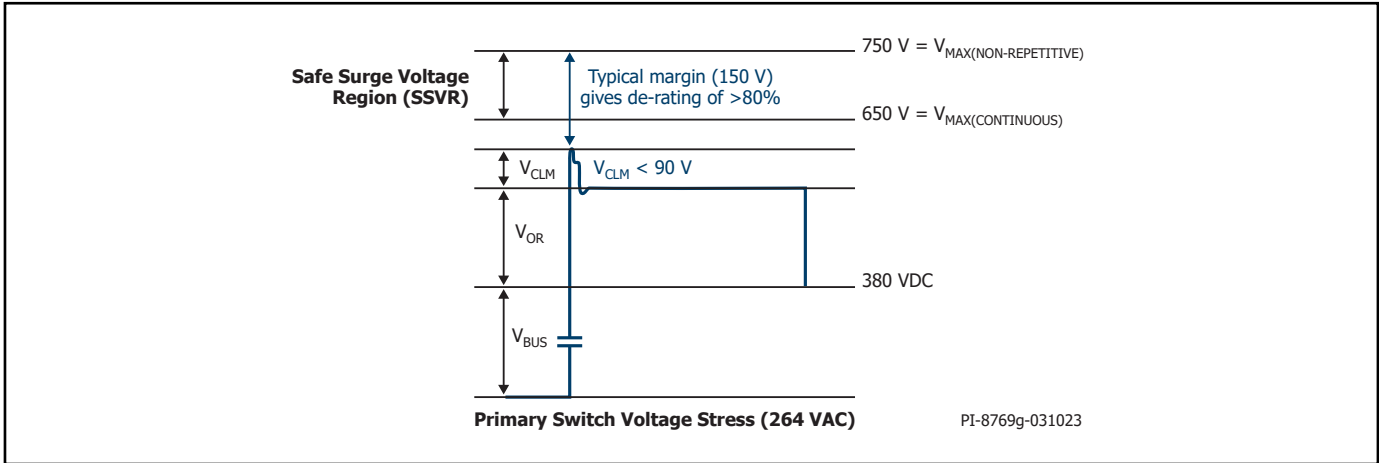 750 V = VMAX(NON-REPETITIVE)
Safe Surge Voltage
Region (SSVR)
Typical margin (150 V)
gives de-rating of >80%
650 V = VMAX(CONTINUOUS)
VCLM
VCLM < 90 V
VOR
380 VDC
VBUS
Primary Switch Voltage Stress (264 VAC)
PI-8769g-031023